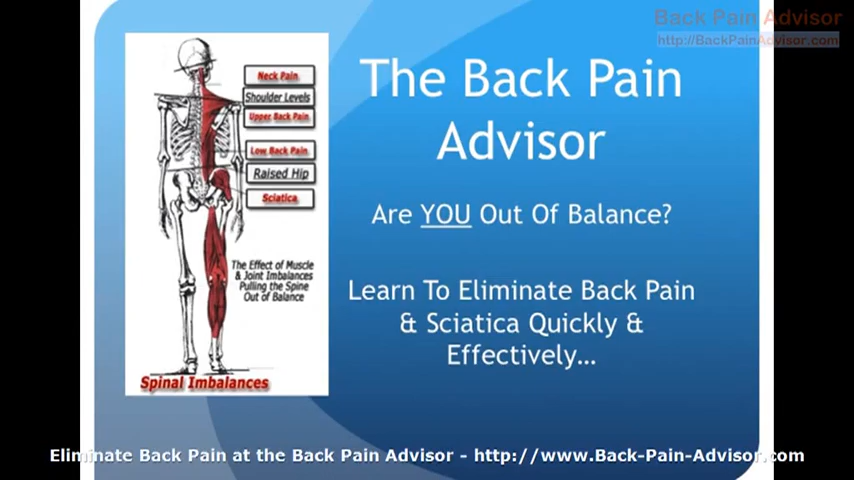 Back Pain Advisor
http://BackPainAdvisor.com
The Back Pain
Advisor
Are YOU Out Of Balance?
Learn To Eliminate Back Pain
& Sciatica Quickly &
Effectively...
Neck Pain
Shoulder Levels
Upper Back Pain
Low Back Pain
Raised Hip
Sciatica
The Effect of Muscle
& Joint Imbalances
Pulling the Spine
Out of Balance
Spinal Imbalances
Eliminate Back Pain at the Back Pain Advisor - http://www.Back-Pain-Advisor.com